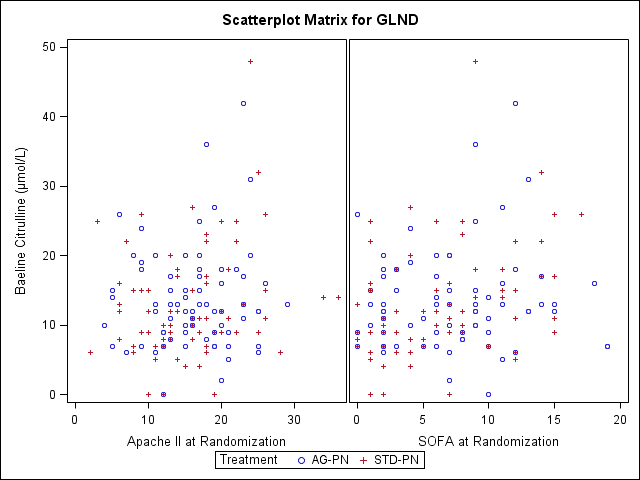 Scatterplot Matrix for GLND
Baeline Citrulline (µmol/L)
50
40
30
20
10
0
0 10 20 30
0 5 10 15 20
Apache II at Randomization
SOFA at Randomization
Treatment AG-PN STD-PN